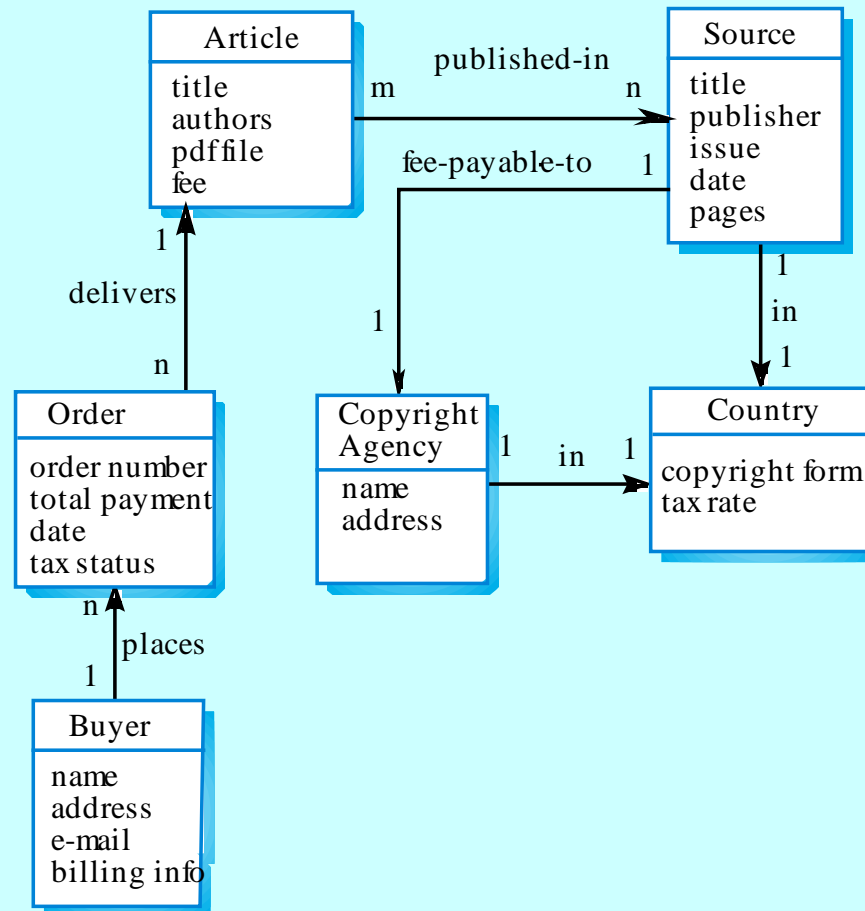 Article
title
authors
pdf file
fee
published-in
m
n
Source
title
publisher
issue
date
pages
fee-payable-to
1
1
1
delivers
n
1
in
1
Order
order number
total payment
date
tax status
Copyright
Agency
name
address
1
in
1
Country
copyright form
tax rate
n
places
1
Buyer
name
address
e-mail
billing info